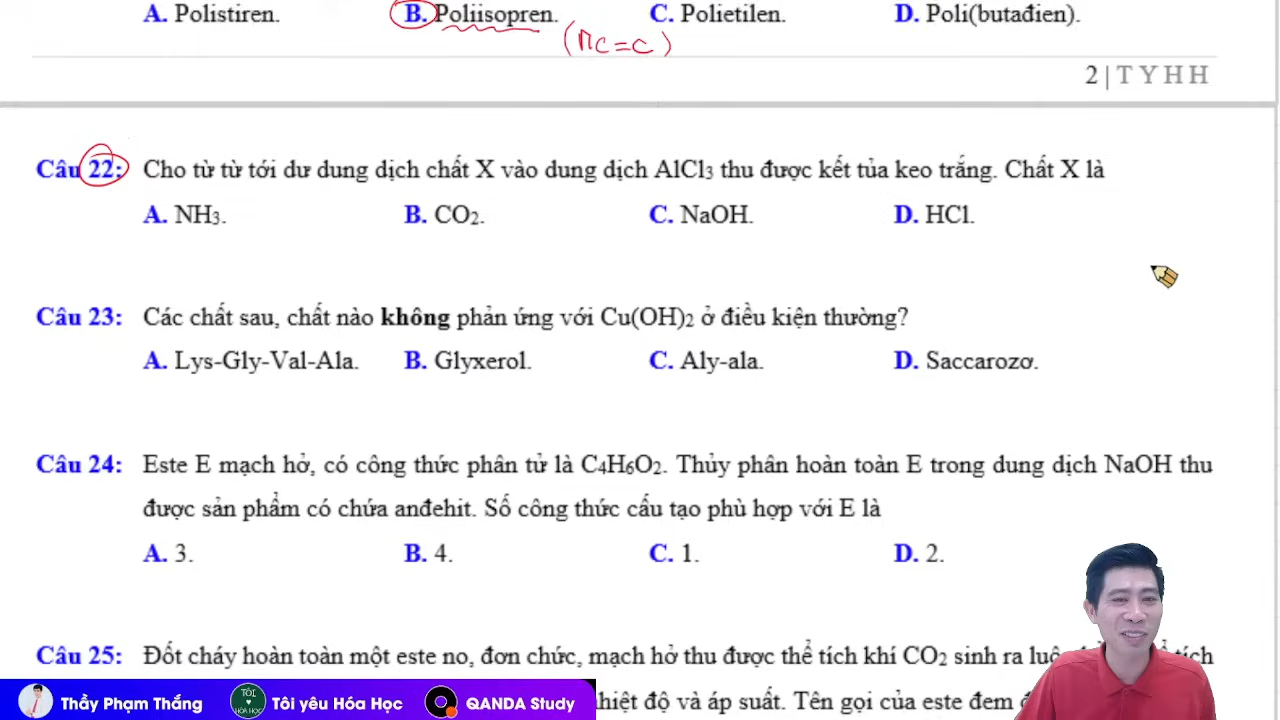 A. Polistiren. B. Poliisopren. C. Polietilen. D. Poli(butađien).
(πC=C)
2 | T Y H H
Câu 22: Cho từ từ tới dư dung dịch chất X vào dung dịch AlCl3 thu được kết tủa keo trắng. Chất X là
A. NH3. B. CO2. C. NaOH. D. HCl.
Câu 23: Các chất sau, chất nào không phản ứng với Cu(OH)2 ở điều kiện thường?
A. Lys-Gly-Val-Ala. B. Glyxerol. C. Aly-ala. D. Saccarozơ.
Câu 24: Este E mạch hở, có công thức phân tử là C4H6O2. Thủy phân hoàn toàn E trong dung dịch NaOH thu
được sản phẩm có chứa anđehit. Số công thức cấu tạo phù hợp với E là
A. 3. B. 4. C. 1. D. 2.
Câu 25: Đốt cháy hoàn toàn một este no, đơn chức, mạch hở thu được thể tích khí CO2 sinh ra tích
nhiệt độ và áp suất. Tên gọi của este đem
Thầy Phạm Thắng TÔI HÓA HỌC Tôi yêu Hóa Học QANDA Study